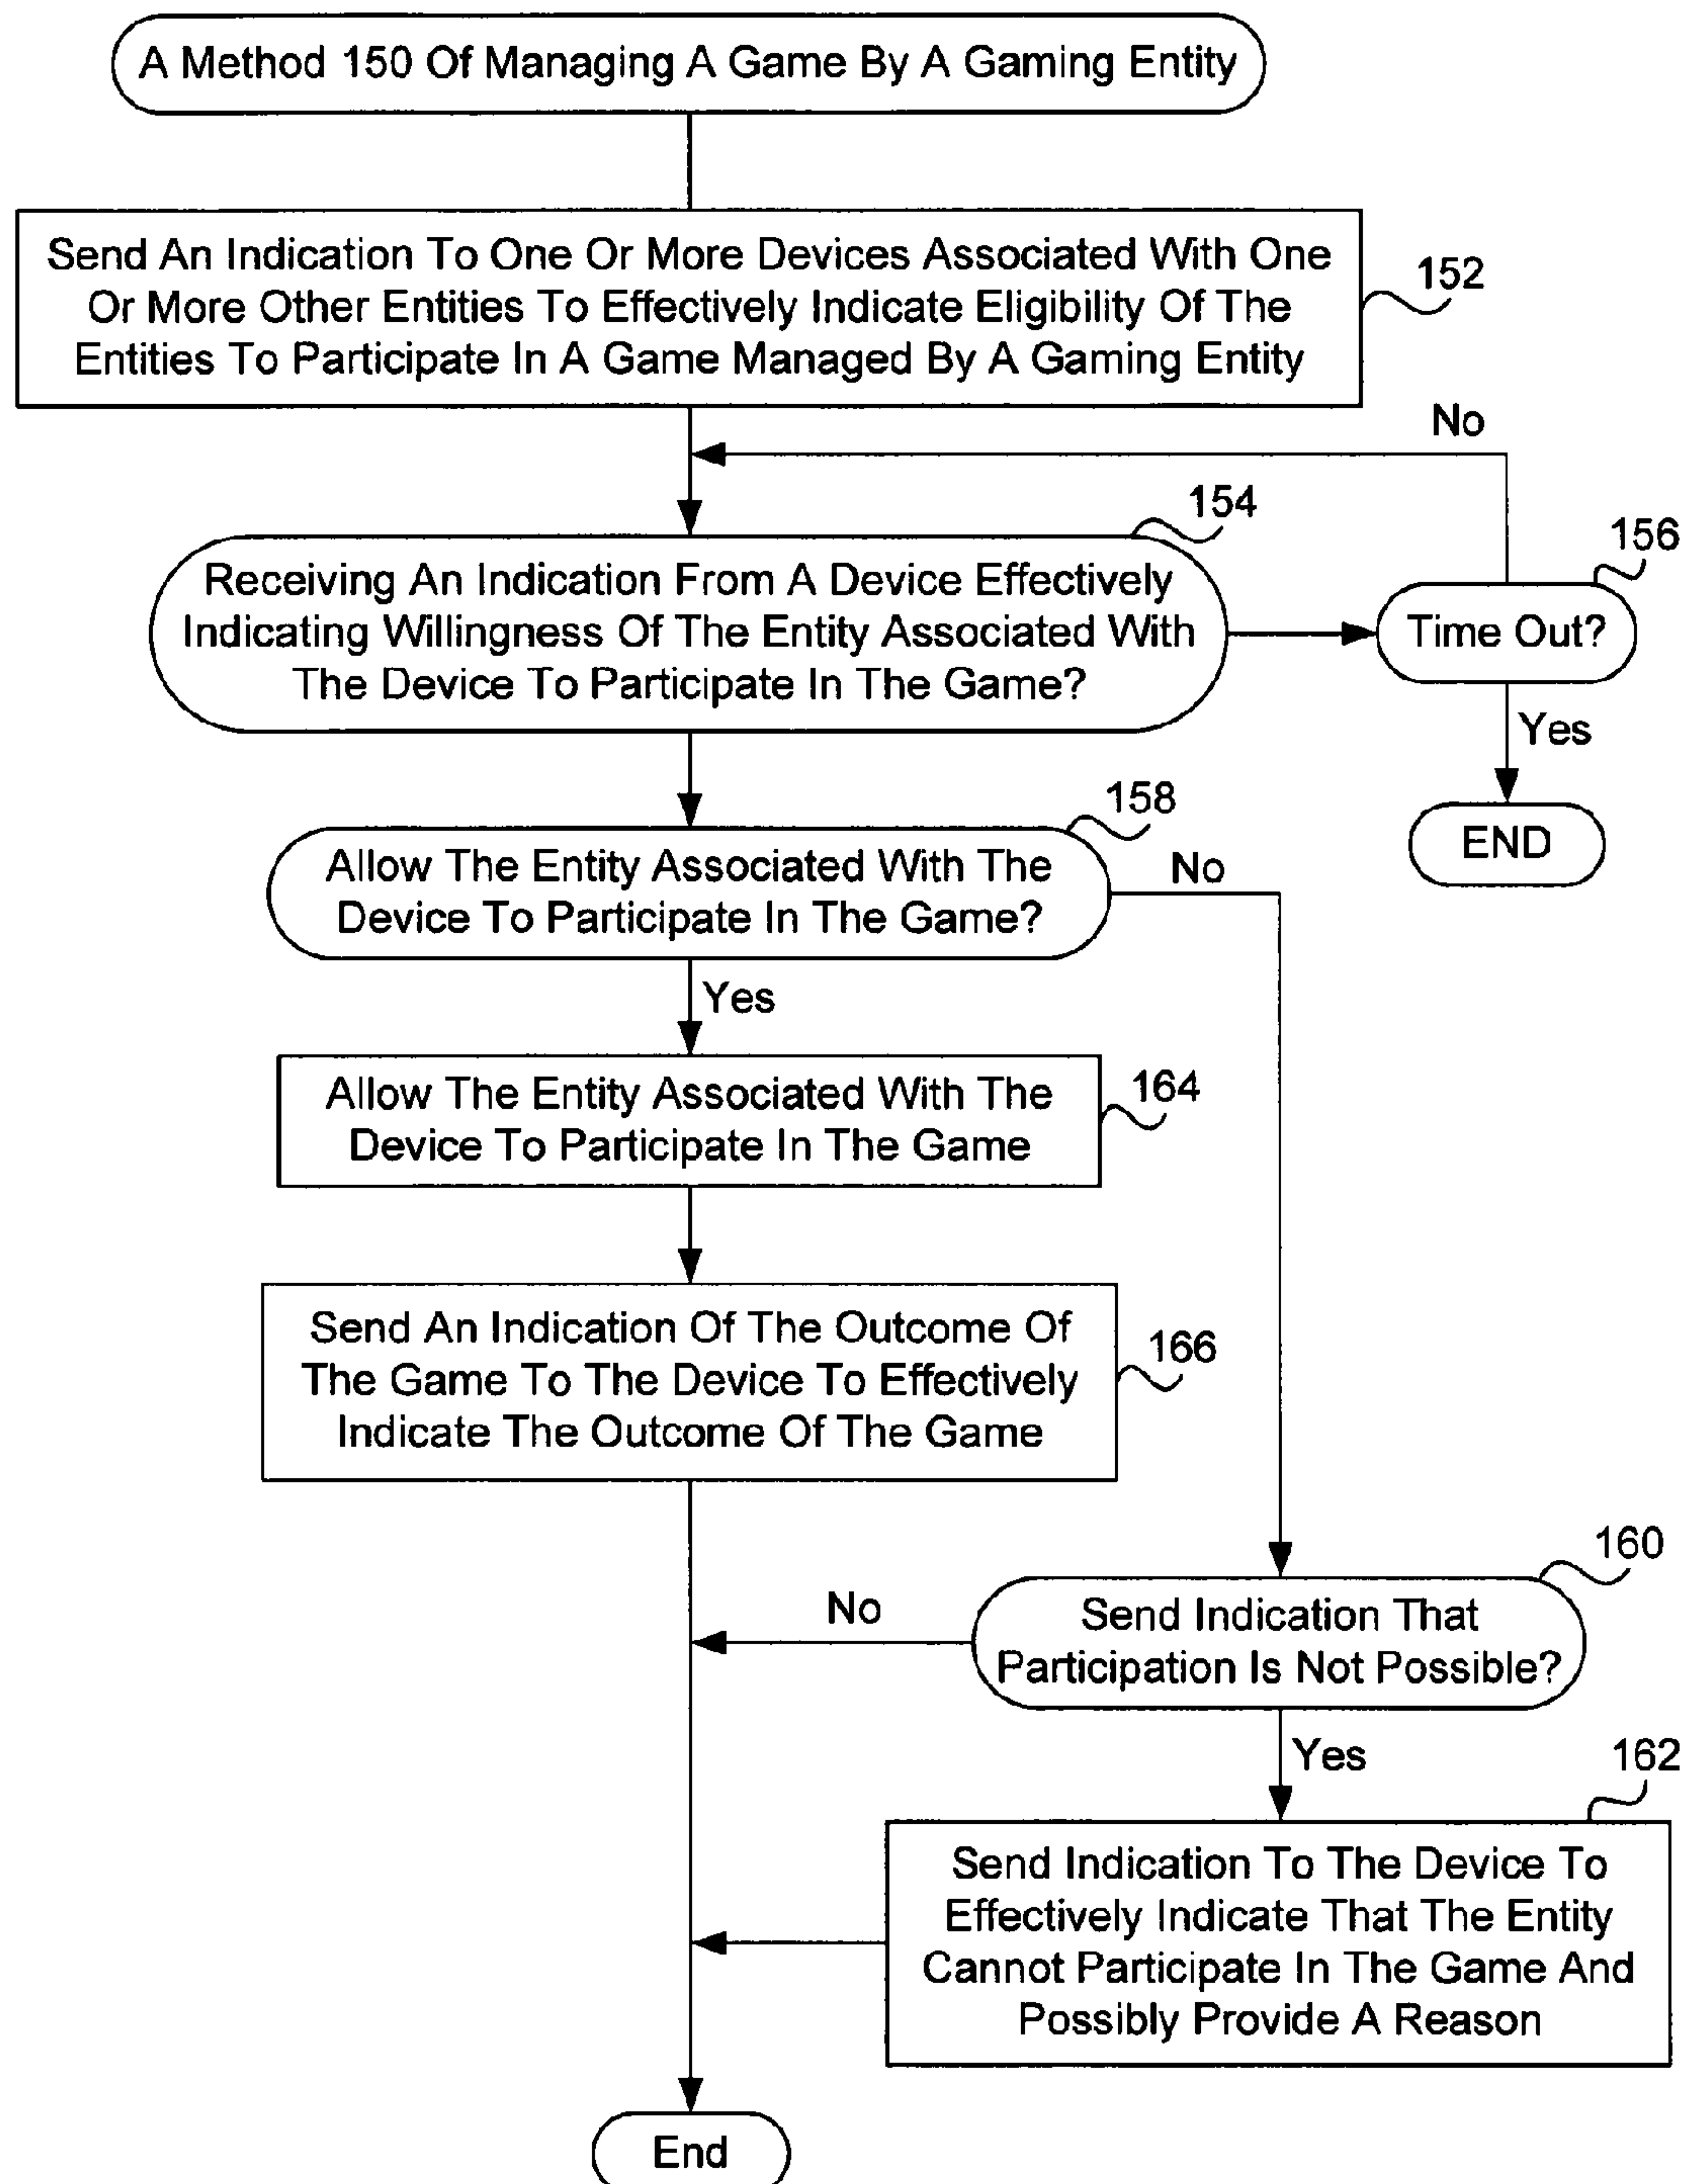 A Method 150 Of Managing A Game By A Gaming Entity
Send An Indication To One Or More Devices Associated With One
Or More Other Entities To Effectively Indicate Eligibility Of The
Entities To Participate In A Game Managed By A Gaming Entity
152
No
154
Receiving An Indication From A Device Effectively
Indicating Willingness Of The Entity Associated With
The Device To Participate In The Game?
156
Time Out?
Yes
END
158
Allow The Entity Associated With The
Device To Participate In The Game?
No
Yes
Allow The Entity Associated With The
Device To Participate In The Game
164
Send An Indication Of The Outcome Of
The Game To The Device To Effectively
Indicate The Outcome Of The Game
166
160
Send Indication That
Participation Is Not Possible?
No
Yes
162
Send Indication To The Device To
Effectively Indicate That The Entity
Cannot Participate In The Game And
Possibly Provide A Reason
End